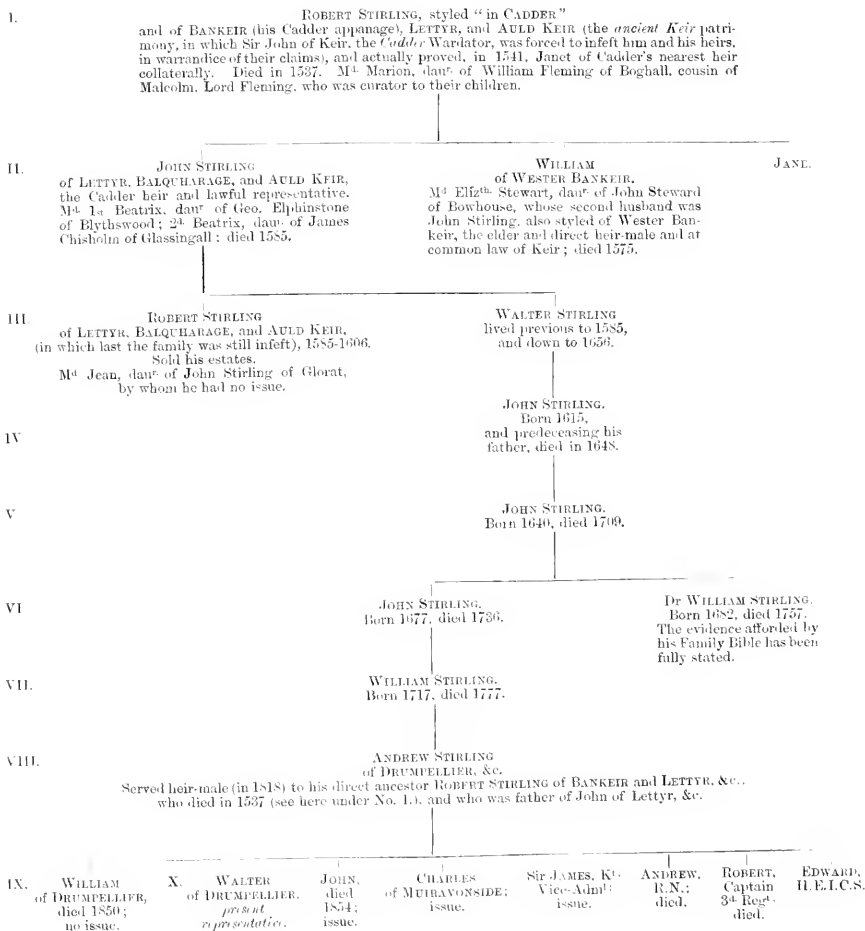 I.
ROBERT STIRLING, styled "in CADDER"
and of BANKEIR (his Cadder appanage), LETTYR, and AULD KEIR (the ancient Keir patri-
mony, in which Sir John of Keir, the Cadder Wardator, was forced to infeft him and his heirs,
in warrandice of their claims), and actually proved, in 1541, Janet of Cadder's nearest heir
collaterally. Died in 1537. Md. Marion, daur. of William Fleming of Boghall, cousin of
Malcolm, Lord Fleming, who was curator to their children.
II.
JOHN STIRLING
of LETTYR, BALQUHARAGE, and AULD KEIR,
the Cadder heir and lawful representative.
Md. 1st Beatrix, daur of Geo. Elphinstone
of Blythswood; 2d. Beatrix, daur. of James
Chisholm of Glassingall; died 1585.
WILLIAM
of WESTER BANKEIR.
Md Elizth. Stewart, daur. of John Steward
of Bowhouse, whose second husband was
John Stirling, also styled of Wester Ban-
keir, the elder and direct heir-male and at
common law of Keir; died 1575.
JANE.
III.
ROBERT STIRLING
of LETTYR, BALQUHARAGE, and AULD KEIR,
(in which last the family was still infeft), 1585-1606.
Sold his estates.
Md Jean, daur. of John Stirling of Glorat,
by whom he had no issue.
WALTER STIRLING
lived previous to 1585,
and down to 1656.
IV
JOHN STIRLING.
Born 1615,
and predeceasing his
father, died in 1648.
V
JOHN STIRLING.
Born 1640, died 1709.
VI
JOHN STIRLING.
Born 1677, died 1736.
Dr WILLIAM STIRLING.
Born 1682, died 1757.
The evidence afforded by
his Family Bible has been
fully stated.
VII.
WILLIAM STIRLING.
Born 1717, died 1777.
VIII.
ANDREW STIRLING
of DRUMPELLIER, &c.
Served heir-male (in 1818) to his direct ancestor ROBERT STIRLING of BANKEIR and LETTYR, &c..
who died in 1537 (see here under No. I.), and who was father of John of Lettyr, &c.
IX.
WILLIAM
of DRUMPELLIER,
died 1850;
no issue.
X.
WALTER
of DRUMPELLIER.
present
representative.
JOHN,
died
1854;
issue.
CHARLES
of MUIRAVONSIDE;
issue.
Sir JAMES, Kt.
Vice-Adml;
issue.
ANDREW,
R.N.;
died.
ROBERT,
Captain
3d. Regt.
died.
EDWARD,
H.E.I.C.S.